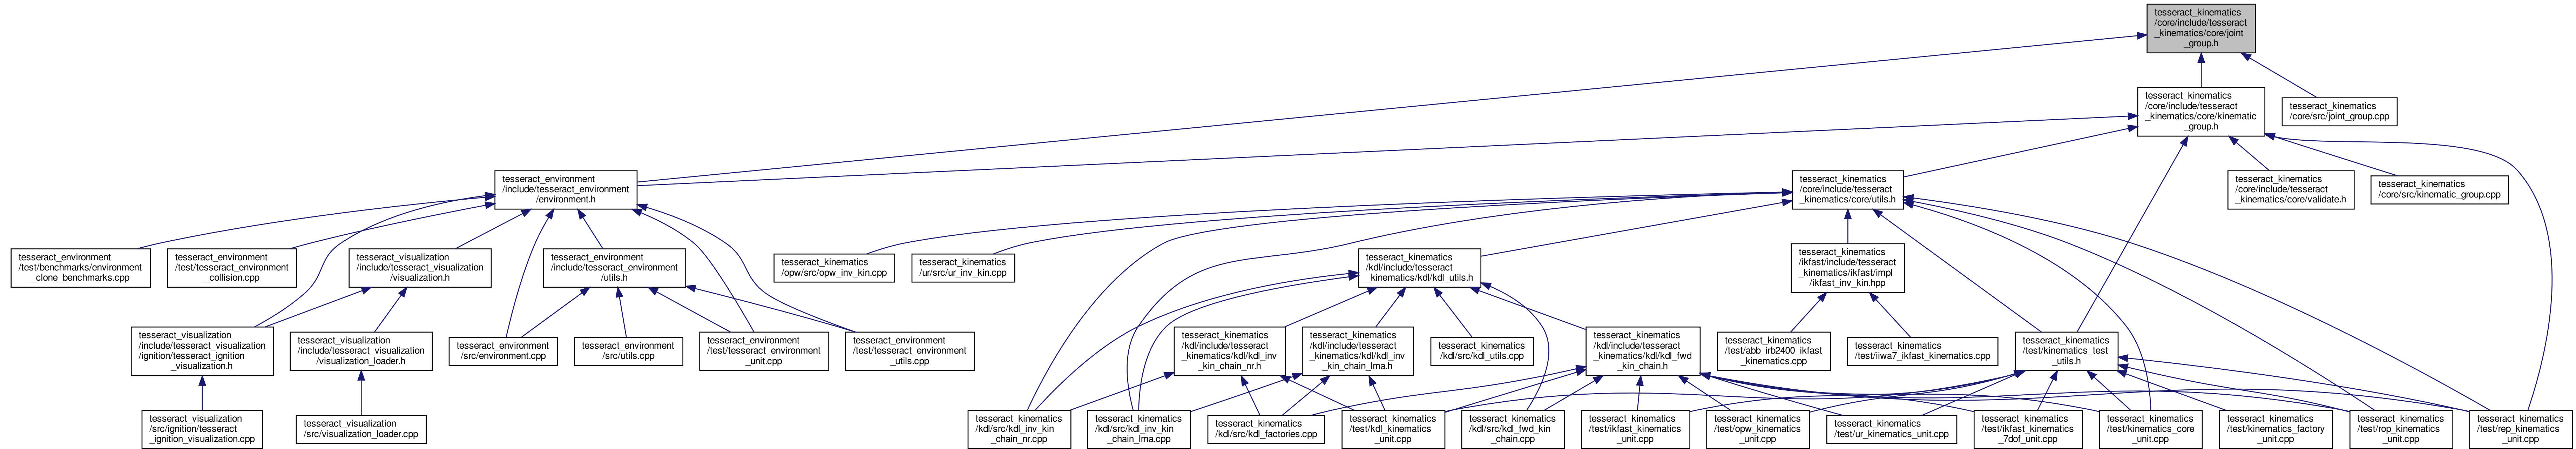 tesseract_kinematics
/core/include/tesseract
_kinematics/core/joint
_group.h
tesseract_kinematics
/core/include/tesseract
_kinematics/core/kinematic
_group.h
tesseract_kinematics
/core/src/joint_group.cpp
tesseract_environment
/include/tesseract_environment
/environment.h
tesseract_kinematics
/core/include/tesseract
_kinematics/core/utils.h
tesseract_kinematics
/core/include/tesseract
_kinematics/core/validate.h
tesseract_kinematics
/core/src/kinematic_group.cpp
tesseract_environment
/test/benchmarks/environment
_clone_benchmarks.cpp
tesseract_environment
/test/tesseract_environment
_collision.cpp
tesseract_visualization
/include/tesseract_visualization
/visualization.h
tesseract_environment
/include/tesseract_environment
/utils.h
tesseract_kinematics
/opw/src/opw_inv_kin.cpp
tesseract_kinematics
/ur/src/ur_inv_kin.cpp
tesseract_kinematics
/kdl/include/tesseract
_kinematics/kdl/kdl_utils.h
tesseract_kinematics
/ikfast/include/tesseract
_kinematics/ikfast/impl
/ikfast_inv_kin.hpp
tesseract_visualization
/include/tesseract_visualization
/ignition/tesseract_ignition
_visualization.h
tesseract_visualization
/include/tesseract_visualization
/visualization_loader.h
tesseract_environment
/src/environment.cpp
tesseract_environment
/src/utils.cpp
tesseract_environment
/test/tesseract_environment
_unit.cpp
tesseract_environment
/test/tesseract_environment
_utils.cpp
tesseract_kinematics
/kdl/include/tesseract
_kinematics/kdl/kdl_inv
_kin_chain_nr.h
tesseract_kinematics
/kdl/include/tesseract
_kinematics/kdl/kdl_inv
_kin_chain_lma.h
tesseract_kinematics
/kdl/src/kdl_utils.cpp
tesseract_kinematics
/kdl/include/tesseract
_kinematics/kdl/kdl_fwd
_kin_chain.h
tesseract_kinematics
/test/abb_irb2400_ikfast
_kinematics.cpp
tesseract_kinematics
/test/iiwa7_ikfast_kinematics.cpp
tesseract_kinematics
/test/kinematics_test
_utils.h
tesseract_visualization
/src/ignition/tesseract
_ignition_visualization.cpp
tesseract_visualization
/src/visualization_loader.cpp
tesseract_kinematics
/kdl/src/kdl_inv_kin
_chain_nr.cpp
tesseract_kinematics
/kdl/src/kdl_inv_kin
_chain_lma.cpp
tesseract_kinematics
/kdl/src/kdl_factories.cpp
tesseract_kinematics
/test/kdl_kinematics
_unit.cpp
tesseract_kinematics
/kdl/src/kdl_fwd_kin
_chain.cpp
tesseract_kinematics
/test/ikfast_kinematics
_unit.cpp
tesseract_kinematics
/test/opw_kinematics
_unit.cpp
tesseract_kinematics
/test/ur_kinematics_unit.cpp
tesseract_kinematics
/test/ikfast_kinematics
_7dof_unit.cpp
tesseract_kinematics
/test/kinematics_core
_unit.cpp
tesseract_kinematics
/test/kinematics_factory
_unit.cpp
tesseract_kinematics
/test/rop_kinematics
_unit.cpp
tesseract_kinematics
/test/rep_kinematics
_unit.cpp